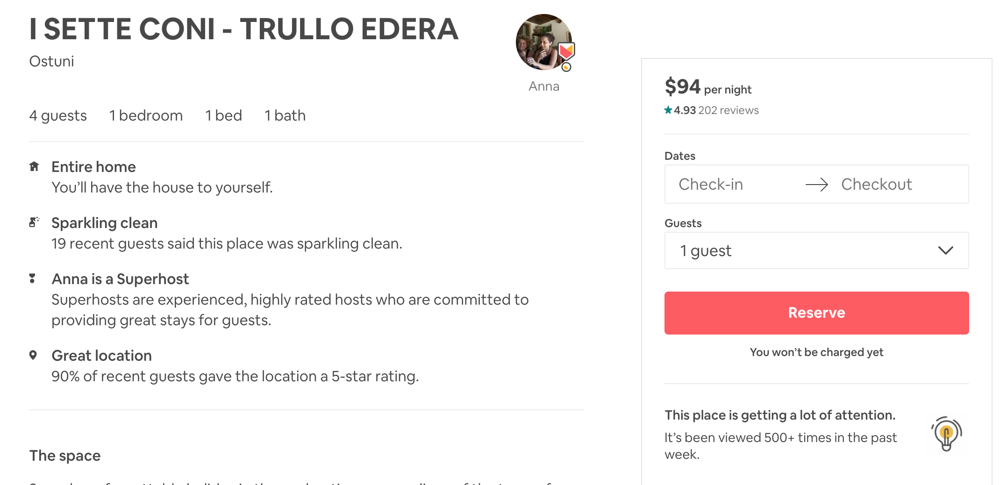 I SETTE CONI - TRULLO EDERA
Ostuni
Anna
4 guests 1 bedroom 1 bed 1 bath
Entire home
You’ll have the house to yourself.
Sparkling clean
19 recent guests said this place was sparkling clean.
Anna is a Superhost
Superhosts are experienced, highly rated hosts who are committed to
providing great stays for guests.
Great location
90% of recent guests gave the location a 5-star rating.
The space
$94 per night
4.93 202 reviews
Dates
Check-in Checkout
Guests
1 guest
Reserve
You won’t be charged yet
This place is getting a lot of attention.
It’s been viewed 500+ times in the past
week.